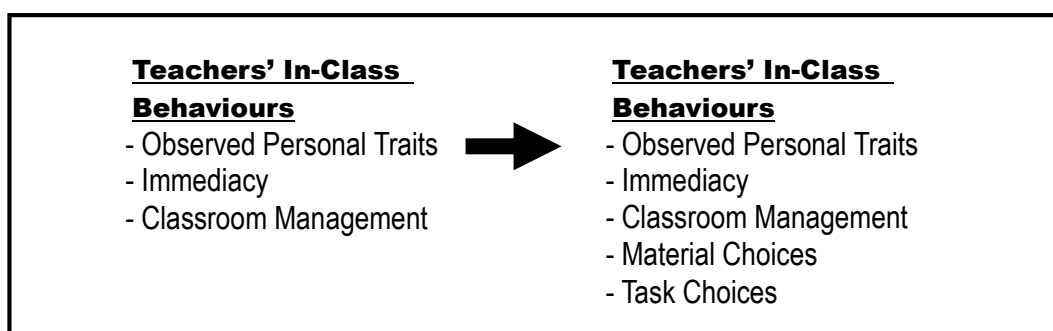 Teachers’ In-Class
Behaviours
- Observed Personal Traits
- Immediacy
- Classroom Management
Teachers’ In-Class
Behaviours
- Observed Personal Traits
- Immediacy
- Classroom Management
- Material Choices
- Task Choices